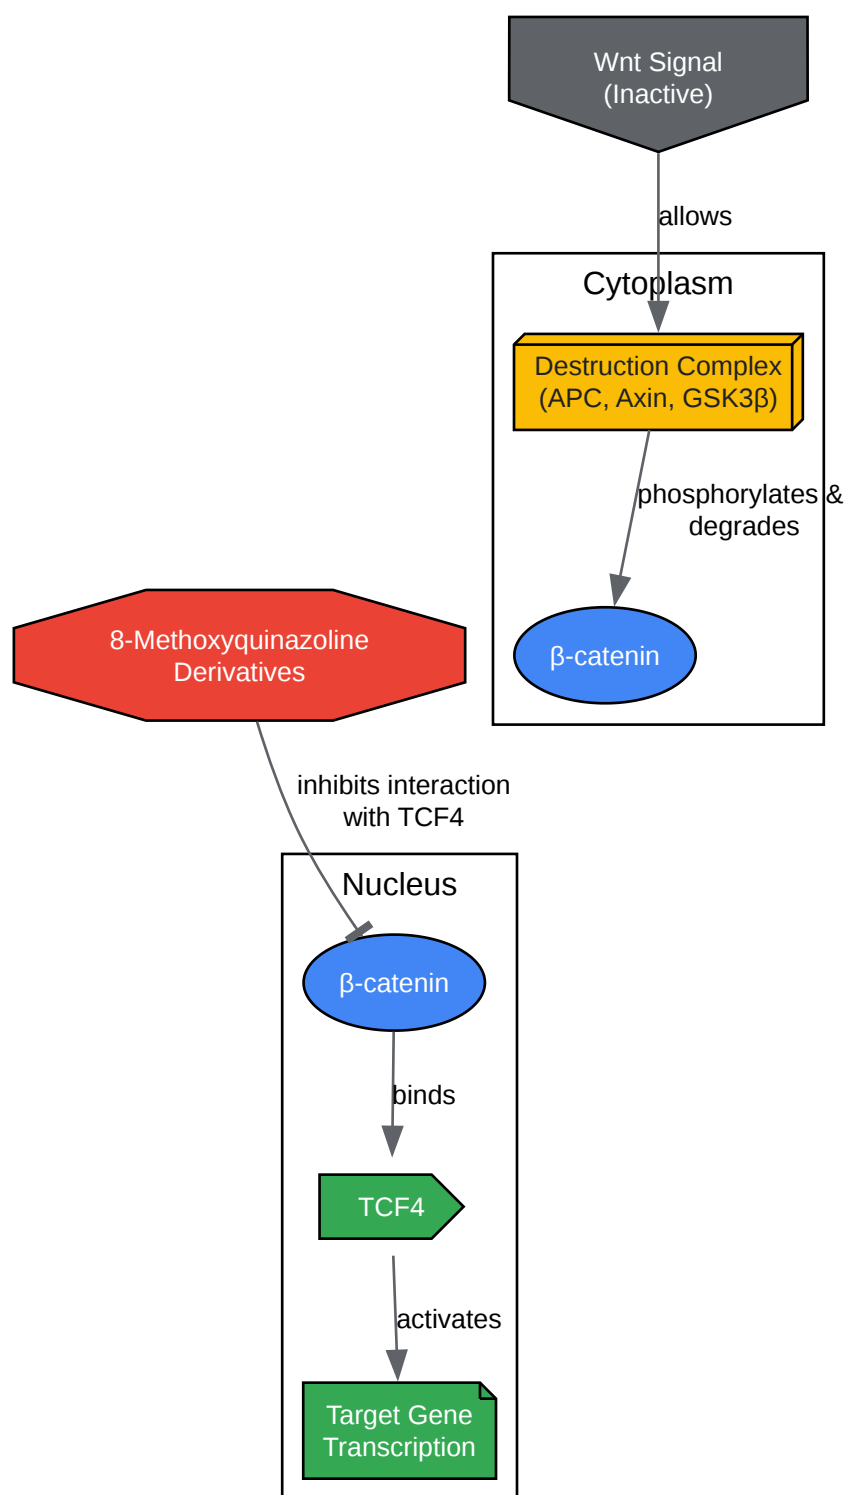 Wnt Signal
(Inactive)
allows
Cytoplasm
Destruction Complex
(APC, Axin, GSK3β)
phosphorylates &
degrades
β-catenin
8-Methoxyquinazoline
Derivatives
inhibits interaction
with TCF4
Nucleus
β-catenin
binds
TCF4
activates
Target Gene
Transcription